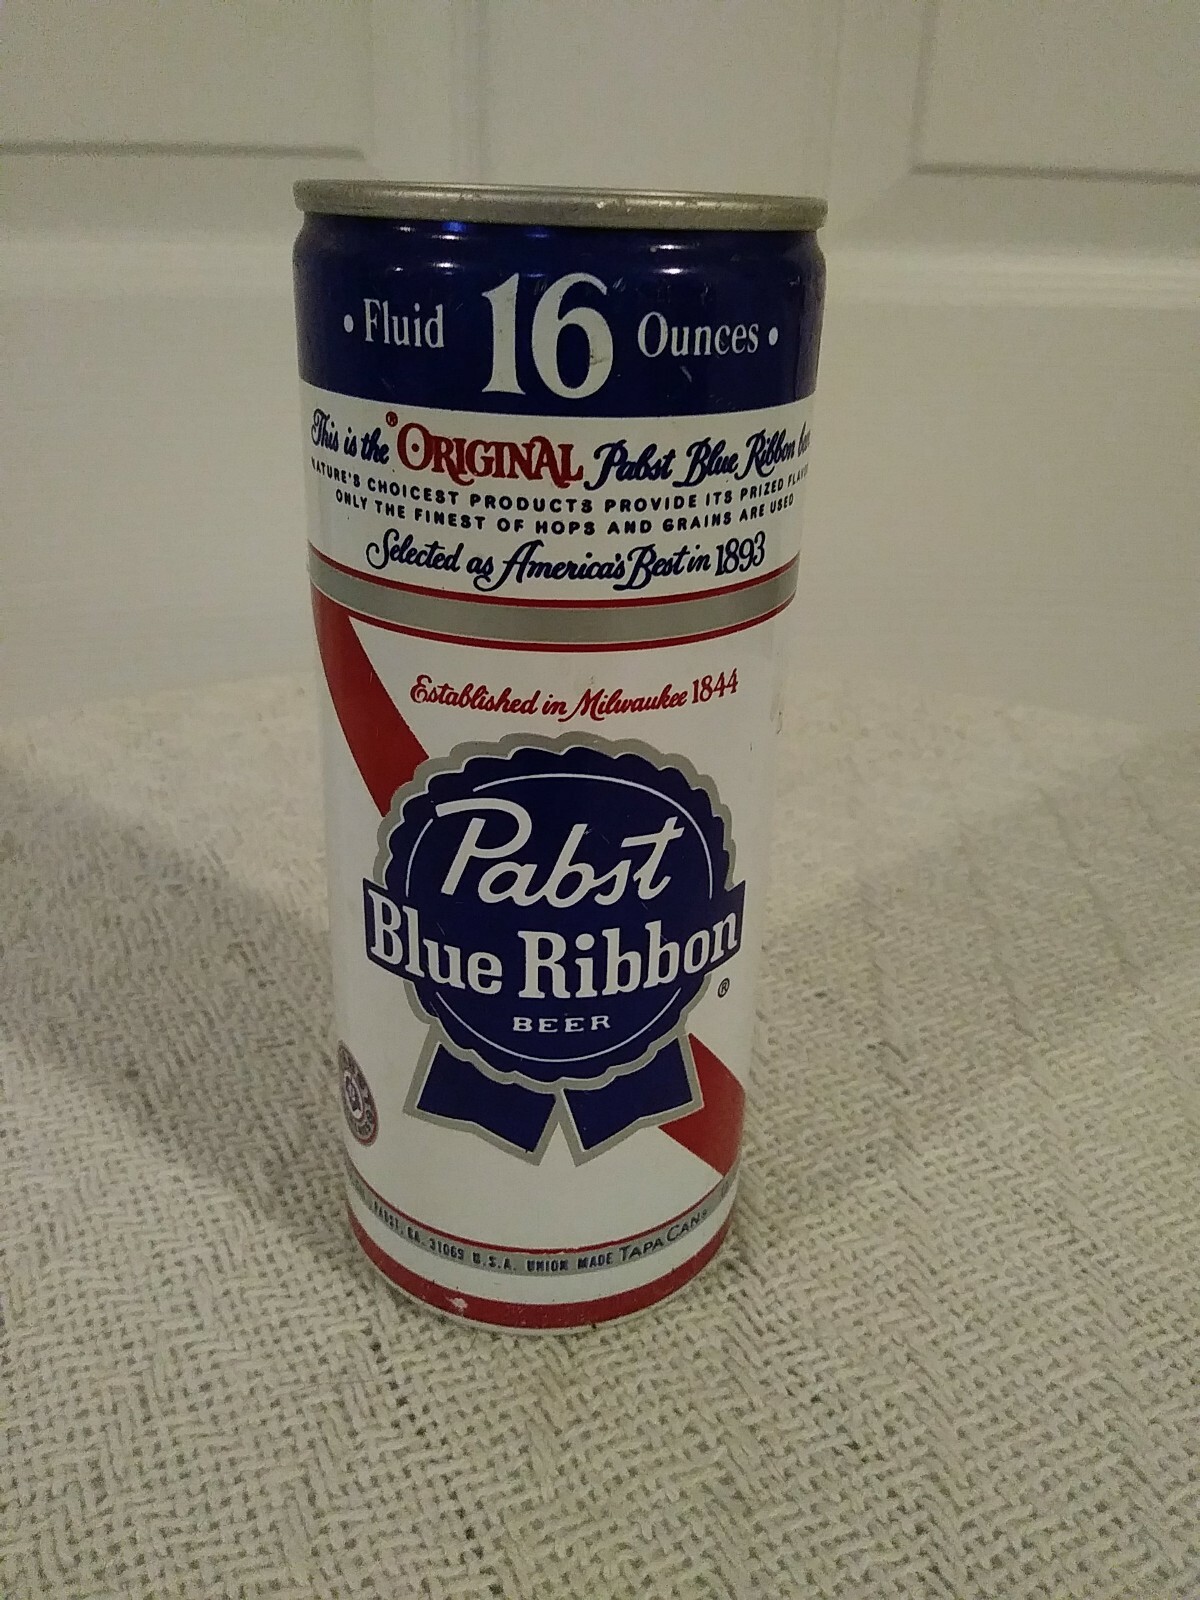 • Fluid 16 Ounces •
This is the ORIGINAL® Pabst Blue Ribbon
NATURE'S CHOICEST PRODUCTS PROVIDE ITS PRIZED
ONLY THE FINEST OF HOPS AND GRAINS ARE USED
Selected as America's Best in 1893
Established in Milwaukee 1844
Pabst
Blue Ribbon
®
BEER
PABST, GA. 31069 U.S.A. UNION MADE TAPACAN®